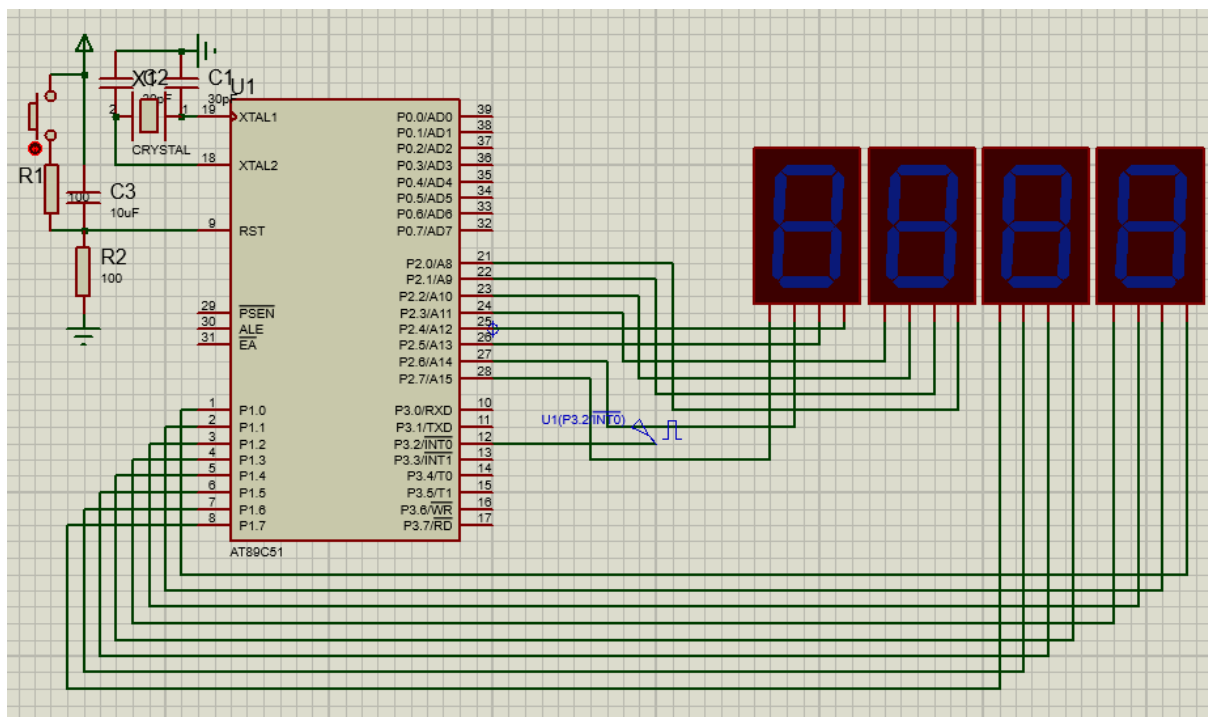 X1
C2
30pF
C1
30pF
2
1
CRYSTAL
R1
100
C3
10uF
R2
100
U1
19
XTAL1
18
XTAL2
9
RST
29
PSEN
30
ALE
31
EA
1
P1.0
2
P1.1
3
P1.2
4
P1.3
5
P1.4
6
P1.5
7
P1.6
8
P1.7
P0.0/AD0
39
P0.1/AD1
38
P0.2/AD2
37
P0.3/AD3
36
P0.4/AD4
35
P0.5/AD5
34
P0.6/AD6
33
P0.7/AD7
32
P2.0/A8
21
P2.1/A9
22
P2.2/A10
23
P2.3/A11
24
P2.4/A12
25
P2.5/A13
26
P2.6/A14
27
P2.7/A15
28
P3.0/RXD
10
P3.1/TXD
11
P3.2/INT0
12
P3.3/INT1
13
P3.4/T0
14
P3.5/T1
15
P3.6/WR
16
P3.7/RD
17
AT89C51
U1(P3.2/INT0)